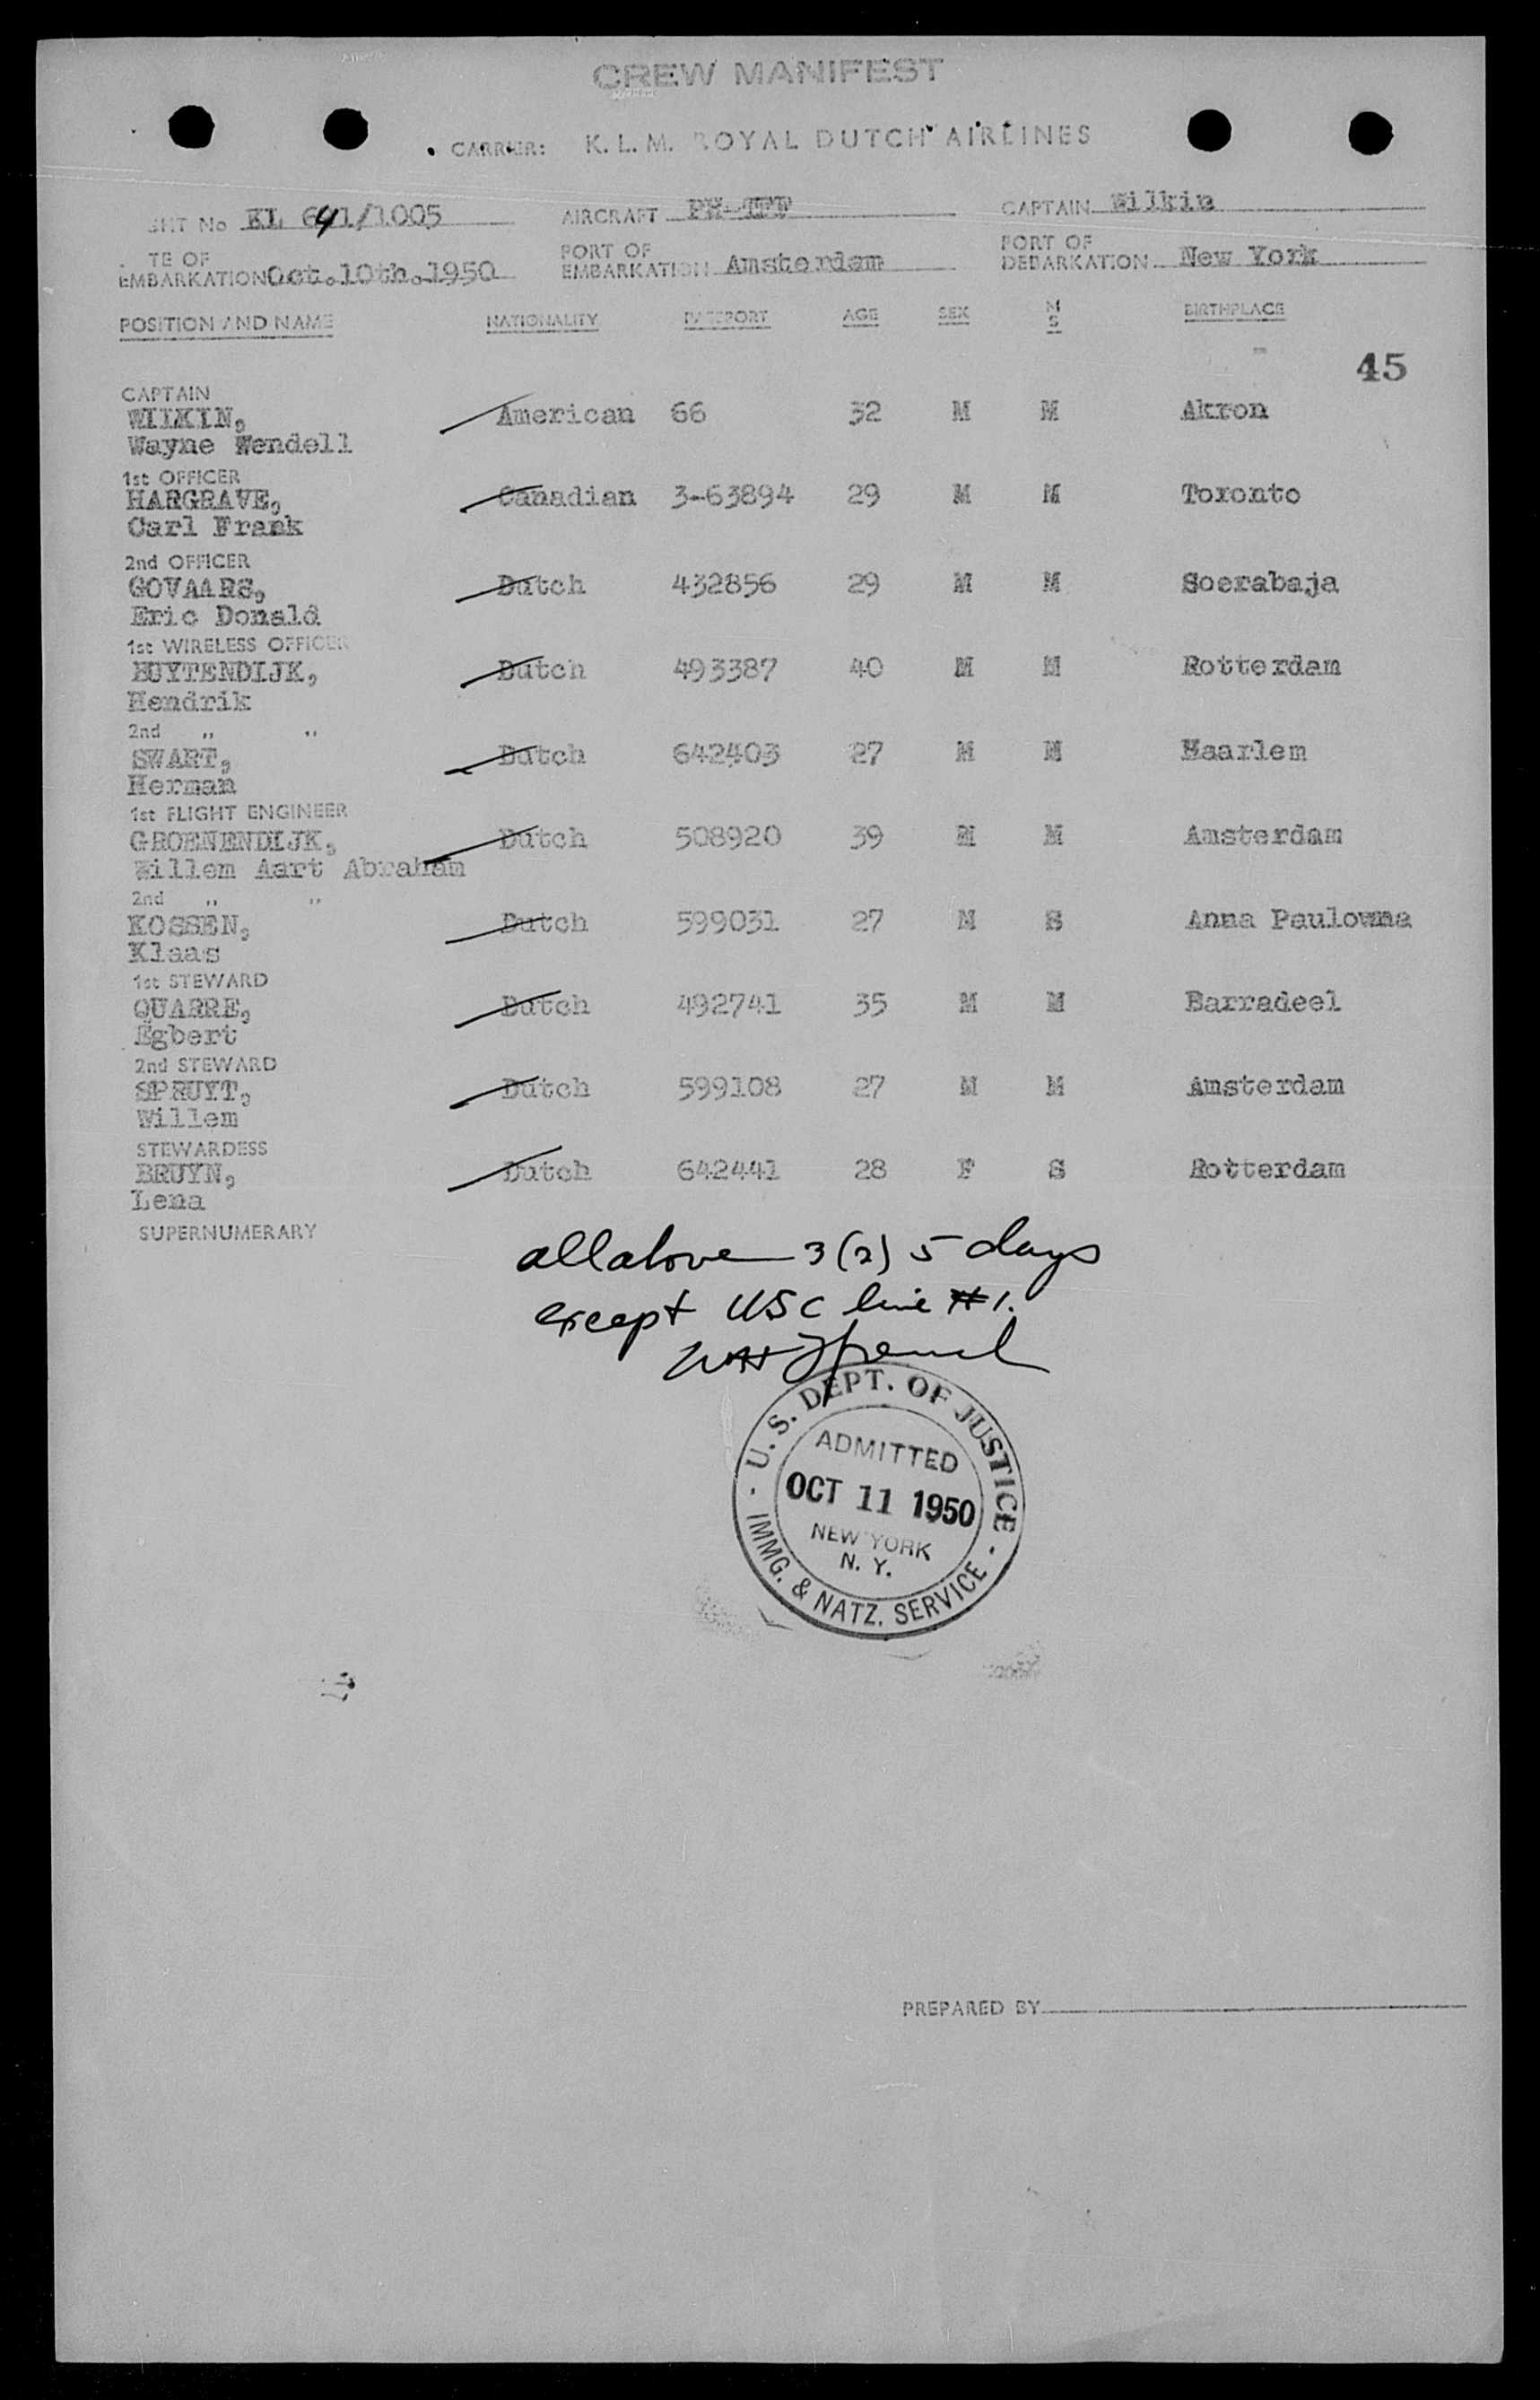 CREW MANIFEST
CARRIER: K. L. M. ROYAL DUTCH AIRLINES
GHT No KL 641/1005 AIRCRAFT PH-TFF CAPTAIN Wilkin
TE OF EMBARKATION Oct. 10th. 1950 PORT OF EMBARKATION Amsterdam PORT OF DEBARKATION New York
POSITION AND NAME NATIONALITY PASSPORT AGE SEX M S BIRTHPLACE
45
CAPTAIN
WILKIN, American 66 32 M M Akron
Wayne Wendell
1st OFFICER
HARGRAVE, Canadian 3-63894 29 M M Toronto
Carl Frank
2nd OFFICER
GOVAARS, Dutch 432856 29 M M Soerabaja
Eric Donald
1st WIRELESS OFFICER
BUYTENDIJK, Dutch 493387 40 M M Rotterdam
Hendrik
2nd ,, ,,
SWART, Dutch 642403 27 M M Haarlem
Herman
1st FLIGHT ENGINEER
GROENENDIJK, Dutch 508920 39 M M Amsterdam
Willem Aart Abraham
2nd ,, ,,
KOSSEN, Dutch 599031 27 M S Anna Paulowna
Klaas
1st STEWARD
QUARRE, Dutch 492741 35 M M Barradeel
Egbert
2nd STEWARD
SPRUYT, Dutch 599108 27 M M Amsterdam
Willem
STEWARDESS
BRUYN, Dutch 642441 28 F S Rotterdam
Lena
SUPERNUMERARY
all above 3 (2) 5 days
except USC line #1.
U. S. DEPT. OF JUSTICE
ADMITTED
OCT 11 1950
NEW YORK
N. Y.
IMMG. & NATZ. SERVICE
PREPARED BY